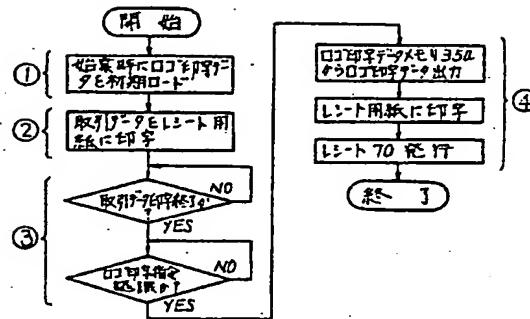 開始
①
始業時にロゴ印字デー
タを初期ロード
②
取引データをレシート用
紙に印字
③
取引データ印字終了か
?
NO
YES
ロゴ印字指定
認識か?
NO
YES
ロゴ印字データメモリ35a
からロゴ印字データ出力
④
レシート用紙に印字
レシート70発行
終了